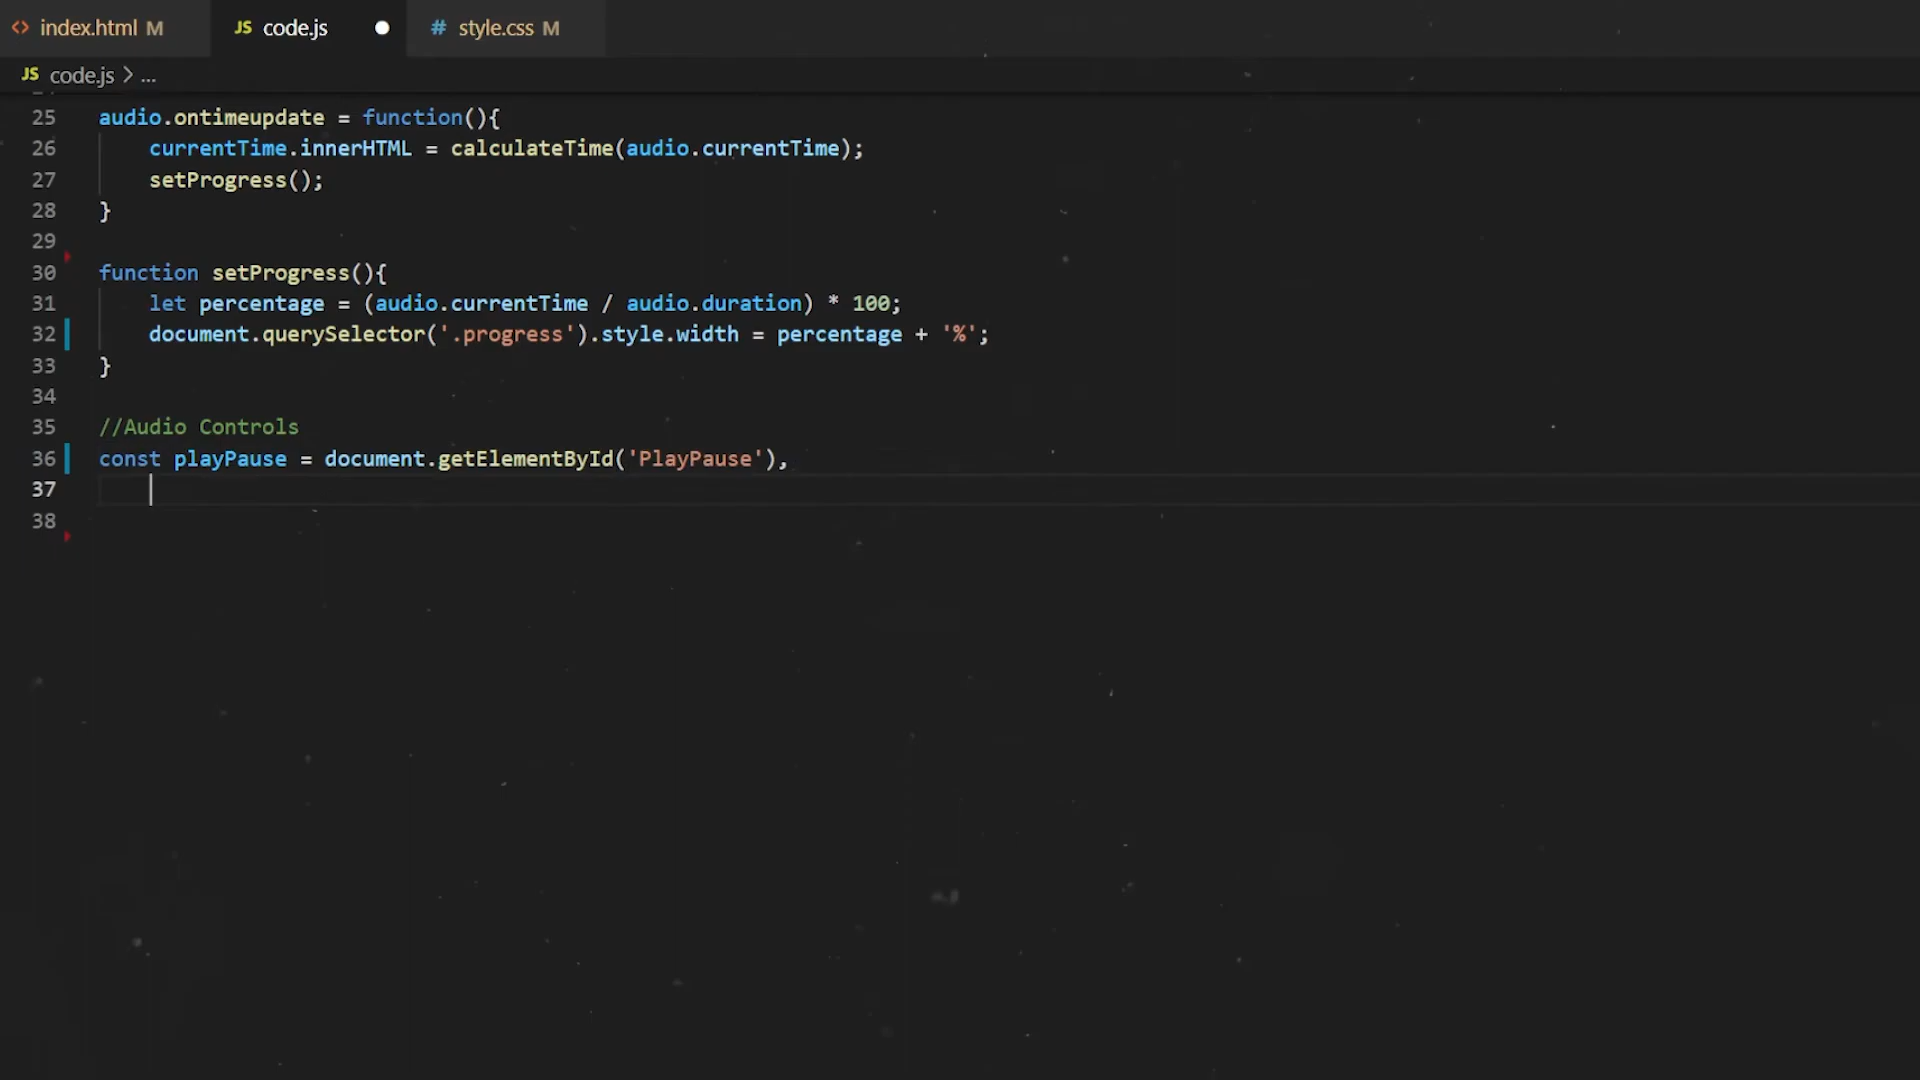 <> index.html M
JS code.js
# style.css M
JS code.js > ...
25 audio.ontimeupdate = function(){
26 currentTime.innerHTML = calculateTime(audio.currentTime);
27 setProgress();
28 }
29
30 function setProgress(){
31 let percentage = (audio.currentTime / audio.duration) * 100;
32 document.querySelector('.progress').style.width = percentage + '%';
33 }
34
35 //Audio Controls
36 const playPause = document.getElementById('PlayPause'),
37
38